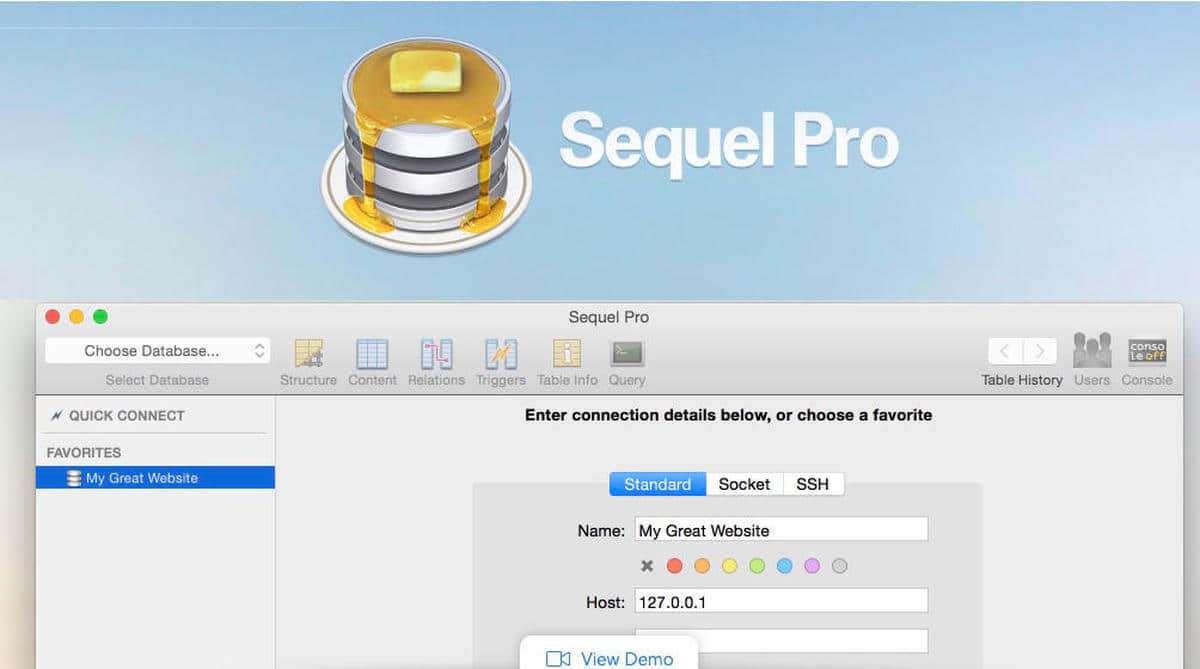 Sequel Pro
Sequel Pro
Choose Database...
Select Database
Structure Content Relations Triggers Table Info Query
Table History Users Console
conso
le off
QUICK CONNECT
FAVORITES
My Great Website
Enter connection details below, or choose a favorite
Standard Socket SSH
Name: My Great Website
Host: 127.0.0.1
View Demo